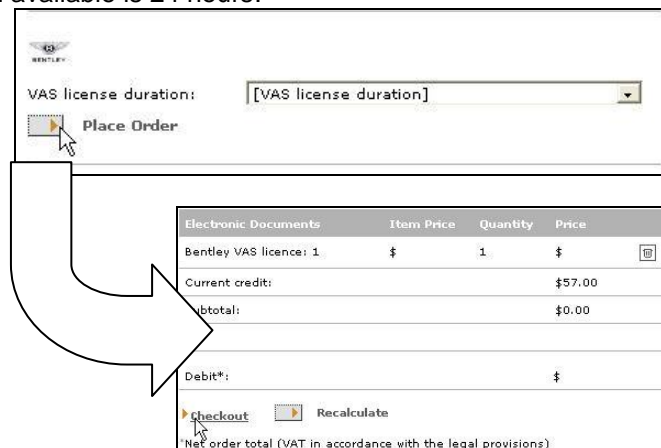 available is 24 hours.
BENTLEY
VAS license duration: [VAS license duration]
Place Order
Electronic Documents Item Price Quantity Price
Bentley VAS licence: 1 $ 1 $
Current credit: $57.00
ubtotal: $0.00
Debit*: $
Checkout Recalculate
*Net order total (VAT in accordance with the legal provisions)